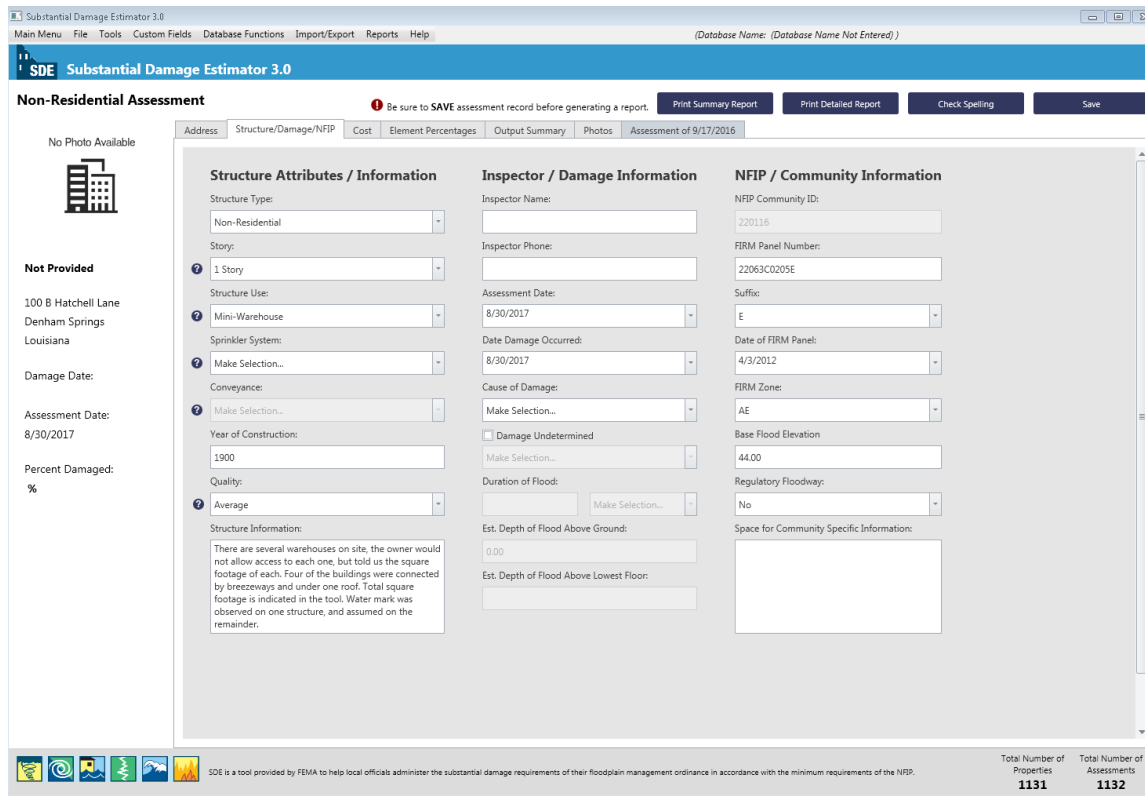 Substantial Damage Estimator 3.0
Main Menu File Tools Custom Fields Database Functions Import/Export Reports Help (Database Name: (Database Name Not Entered) )
SDE Substantial Damage Estimator 3.0
Non-Residential Assessment
Be sure to SAVE assessment record before generating a report. Print Summary Report Print Detailed Report Check Spelling Save
Address Structure/Damage/NFIP Cost Element Percentages Output Summary Photos Assessment of 9/17/2016
No Photo Available
Not Provided
100 B Hatchell Lane
Denham Springs
Louisiana
Damage Date:
Assessment Date:
8/30/2017
Percent Damaged:
%
Structure Attributes / Information
Structure Type:
Non-Residential
Story:
1 Story
Structure Use:
Mini-Warehouse
Sprinkler System:
Make Selection...
Conveyance:
Make Selection...
Year of Construction:
1900
Quality:
Average
Structure Information:
There are several warehouses on site, the owner would
not allow access to each one, but told us the square
footage of each. Four of the buildings were connected
by breezeways and under one roof. Total square
footage is indicated in the tool. Water mark was
observed on one structure, and assumed on the
remainder.
Inspector / Damage Information
Inspector Name:
Inspector Phone:
Assessment Date:
8/30/2017
Date Damage Occurred:
8/30/2017
Cause of Damage:
Make Selection...
Damage Undetermined
Make Selection...
Duration of Flood:
Make Selection...
Est. Depth of Flood Above Ground:
0.00
Est. Depth of Flood Above Lowest Floor:
NFIP / Community Information
NFIP Community ID:
220116
FIRM Panel Number:
22063C0205E
Suffix:
E
Date of FIRM Panel:
4/3/2012
FIRM Zone:
AE
Base Flood Elevation
44.00
Regulatory Floodway:
No
Space for Community Specific Information:
SDE is a tool provided by FEMA to help local officials administer the substantial damage requirements of their floodplain management ordinance in accordance with the minimum requirements of the NFIP.
Total Number of
Properties
1131
Total Number of
Assessments
1132